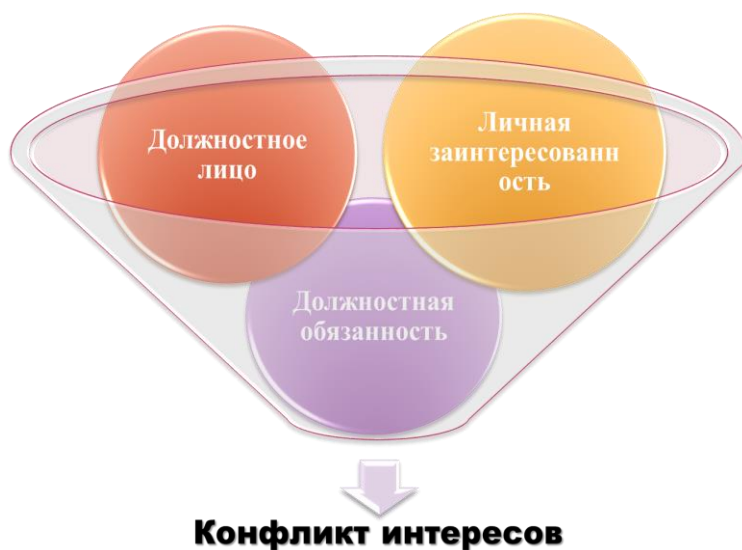 Должностное
лицо
Личная
заинтересованн
ость
Должностная
обязанность
Конфликт интересов